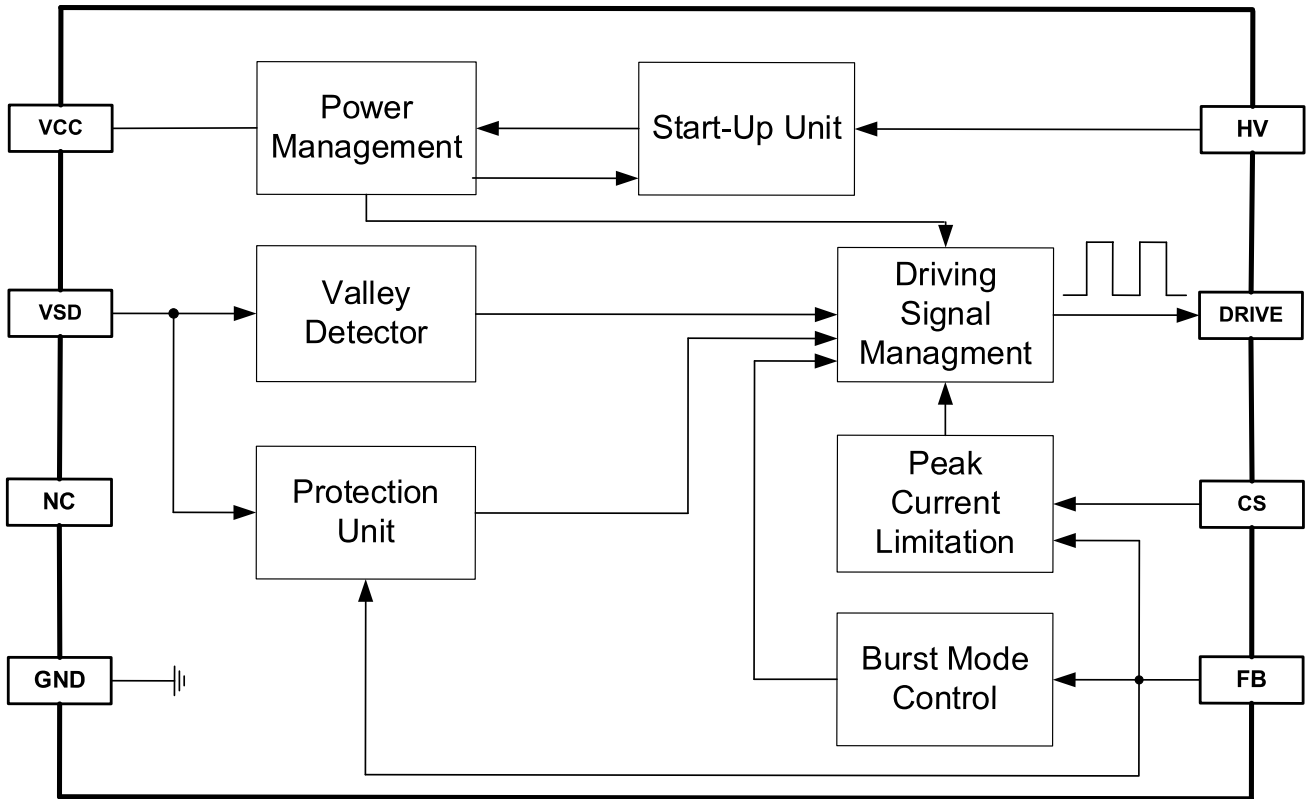 VCC
Power
Management
Start-Up Unit
HV
VSD
Valley
Detector
Driving
Signal
Managment
DRIVE
NC
Protection
Unit
Peak
Current
Limitation
CS
GND
Burst Mode
Control
FB